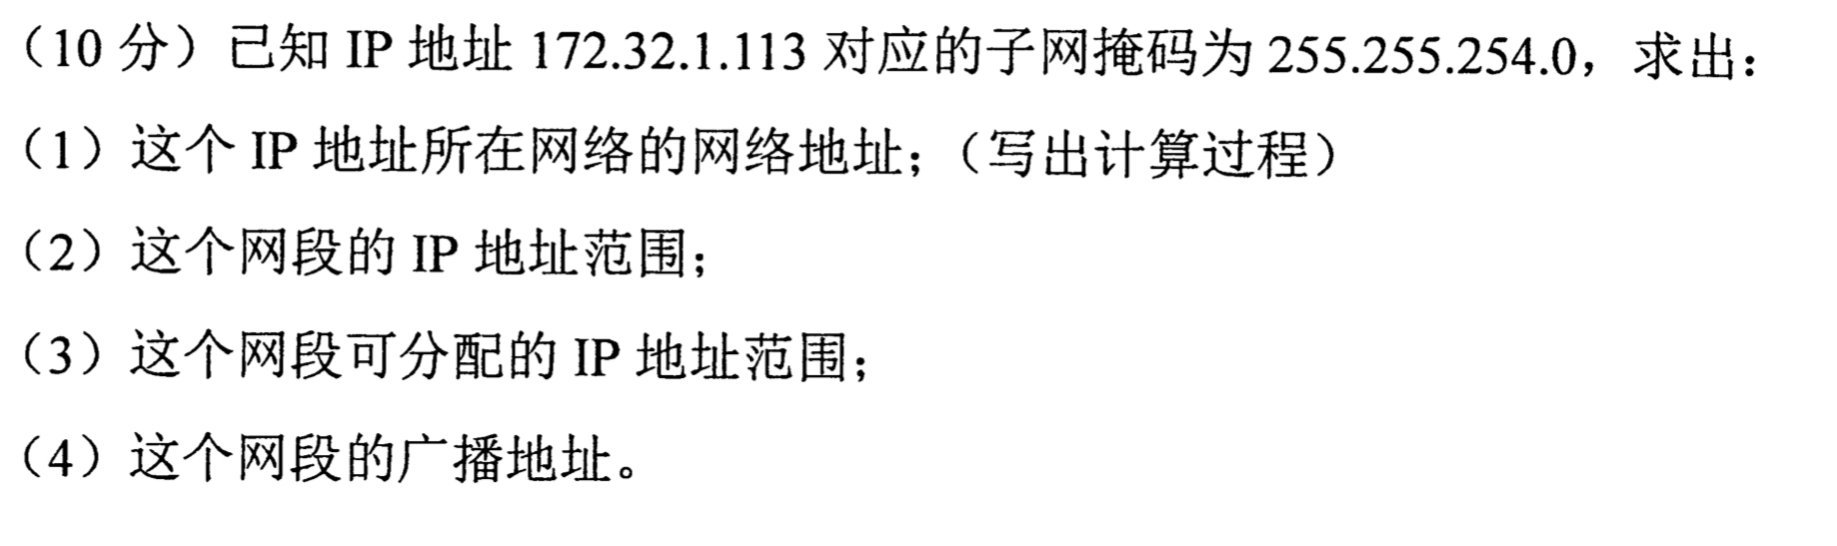 （10 分）已知 IP 地址 172.32.1.113 对应的子网掩码为 255.255.254.0，求出：
（1）这个 IP 地址所在网络的网络地址；（写出计算过程）
（2）这个网段的 IP 地址范围；
（3）这个网段可分配的 IP 地址范围；
（4）这个网段的广播地址。